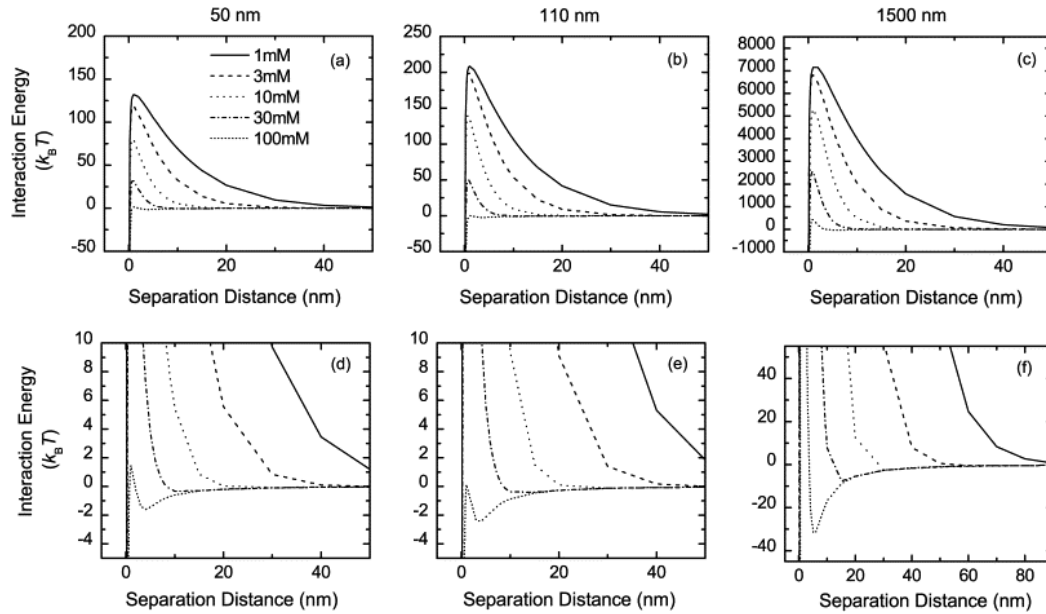 50 nm
110 nm
1500 nm
Interaction Energy
(k_B T)
200
150
100
50
0
-50
0
20
40
Separation Distance (nm)
(a)
1mM
3mM
10mM
30mM
100mM
250
200
150
100
50
0
-50
0
20
40
Separation Distance (nm)
(b)
8000
7000
6000
5000
4000
3000
2000
1000
0
-1000
0
20
40
Separation Distance (nm)
(c)
Interaction Energy
(k_B T)
10
8
6
4
2
0
-2
-4
0
20
40
Separation Distance (nm)
(d)
10
8
6
4
2
0
-2
-4
0
20
40
Separation Distance (nm)
(e)
40
20
0
-20
-40
0
20
40
60
80
Separation Distance (nm)
(f)